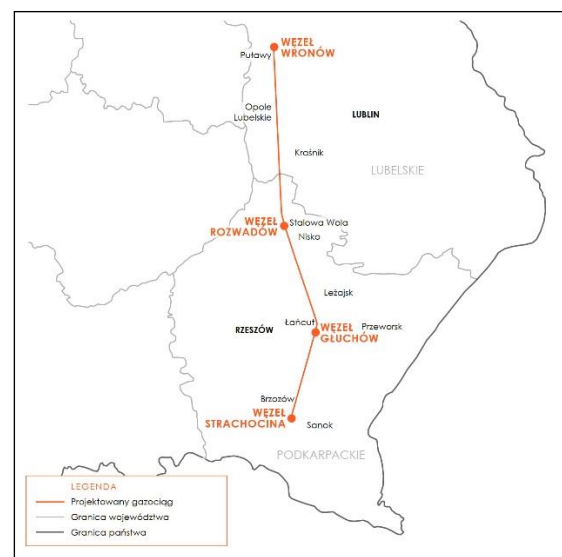 WĘZEŁ
WRONÓW
Puławy
Opole
Lubelskie
LUBLIN
Kraśnik
LUBELSKIE
WĘZEŁ
ROZWADÓW
Stalowa Wola
Nisko
Leżajsk
Łańcut
RZESZÓW
WĘZEŁ
GŁUCHÓW
Przeworsk
Brzozów
WĘZEŁ
STRACHOCINA
Sanok
PODKARPACKIE
LEGENDA
Projektowany gazociąg
Granica województwa
Granica państwa